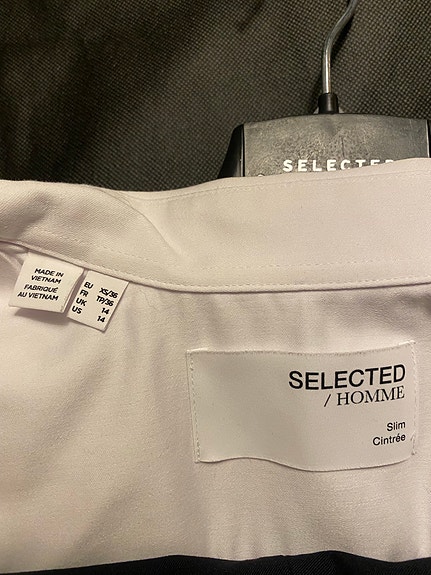 SELECTED
MADE IN
VIETNAM
FABRIQUÉ
AU VIETNAM
EU XS/36
FR TP/36
UK 14
US 14
SELECTED
/ HOMME
Slim
Cintrée